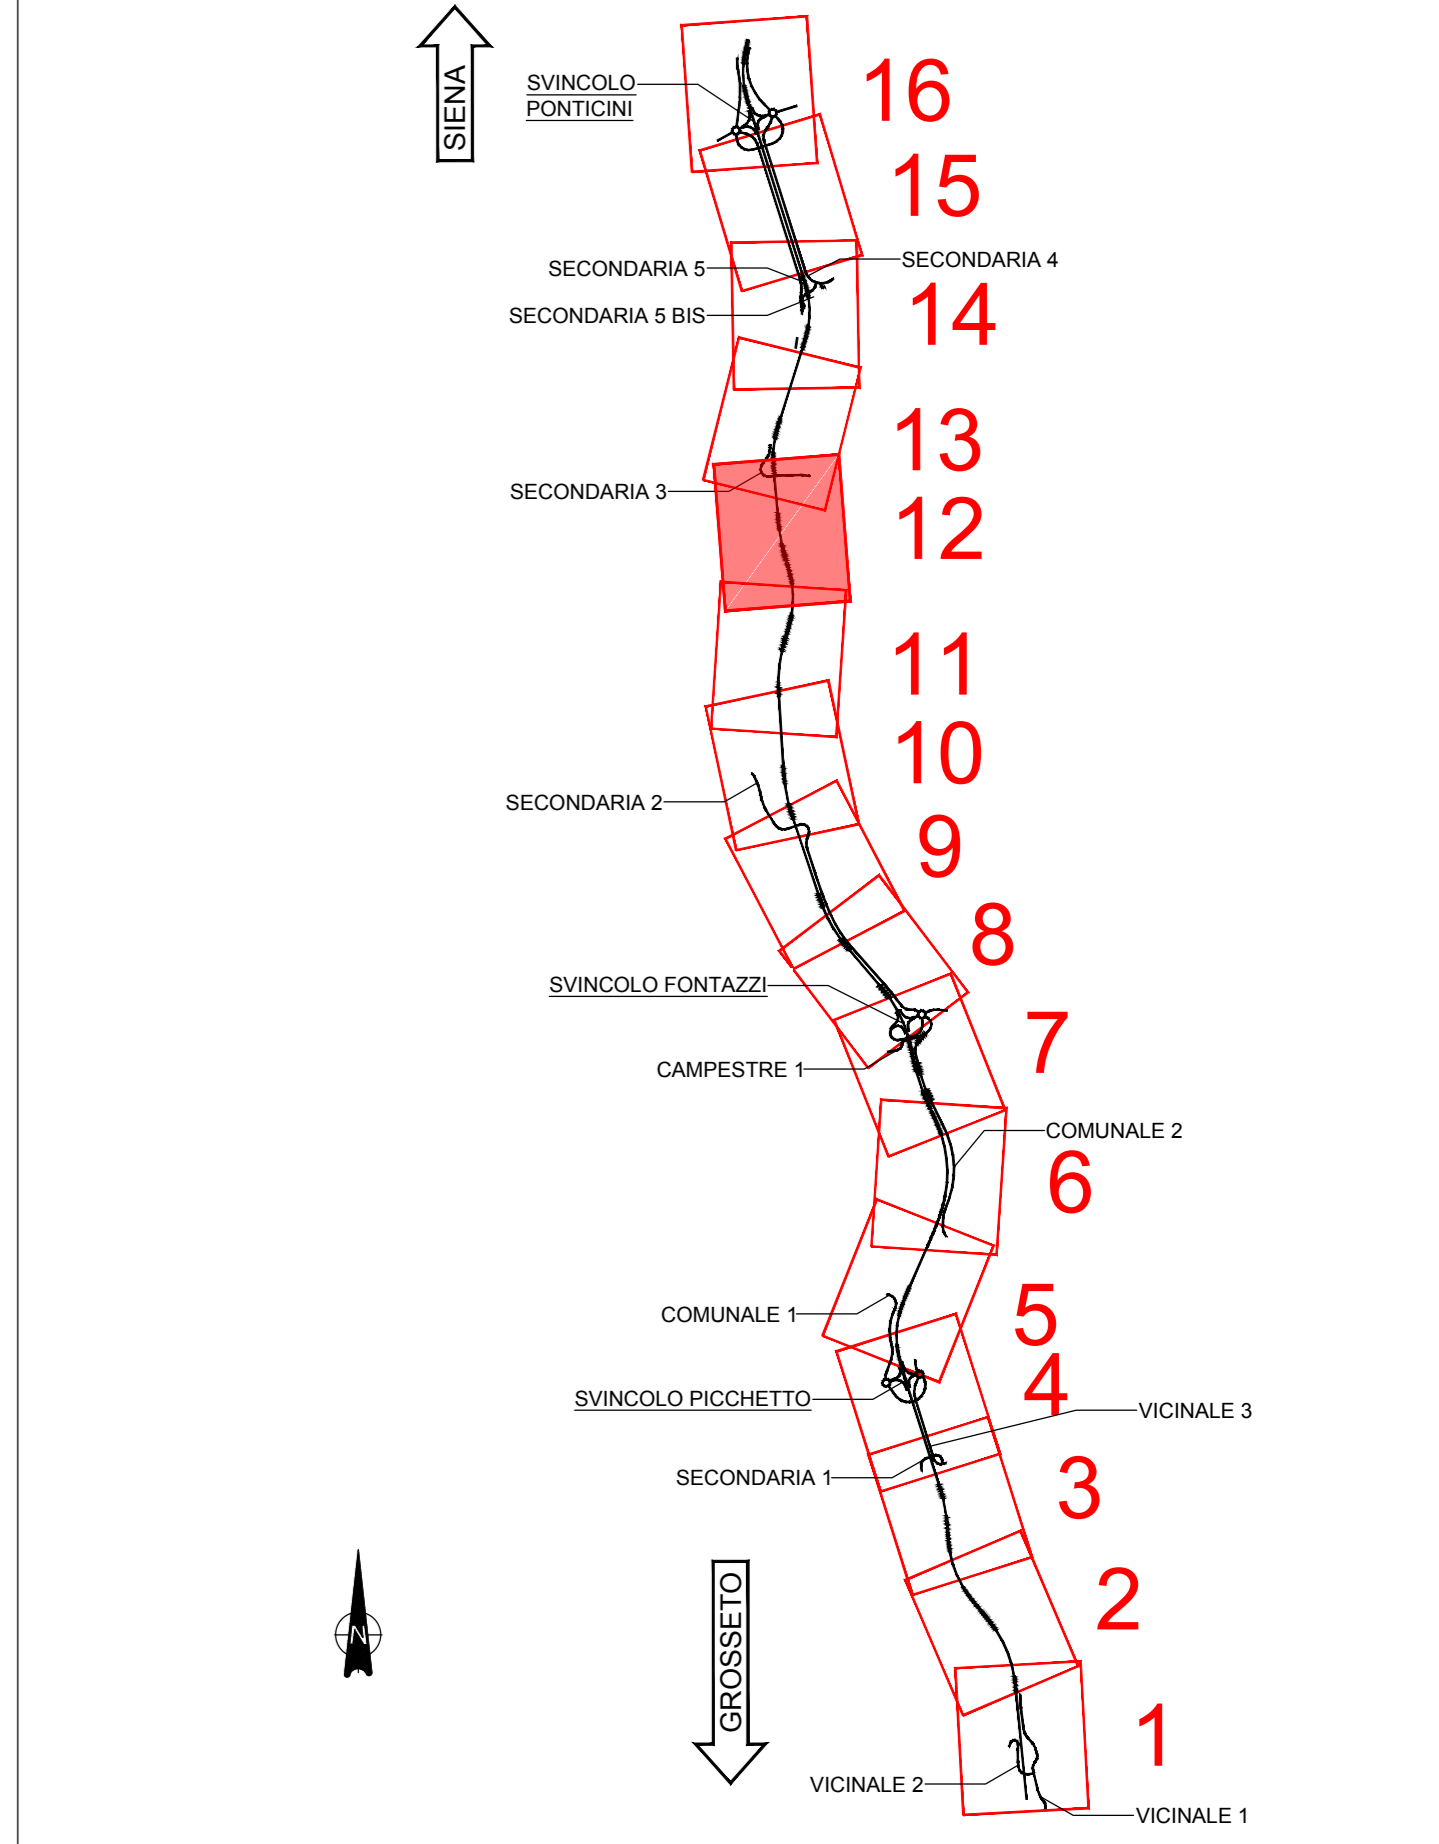 SIENA
SVINCOLO
PONTICINI
16
15
SECONDARIA 5
SECONDARIA 4
SECONDARIA 5 BIS
14
13
SECONDARIA 3
12
11
10
SECONDARIA 2
9
8
SVINCOLO FONTAZZI
7
CAMPESTRE 1
COMUNALE 2
6
COMUNALE 1
5
4
SVINCOLO PICCHETTO
VICINALE 3
SECONDARIA 1
3
2
GROSSETO
N
1
VICINALE 2
VICINALE 1